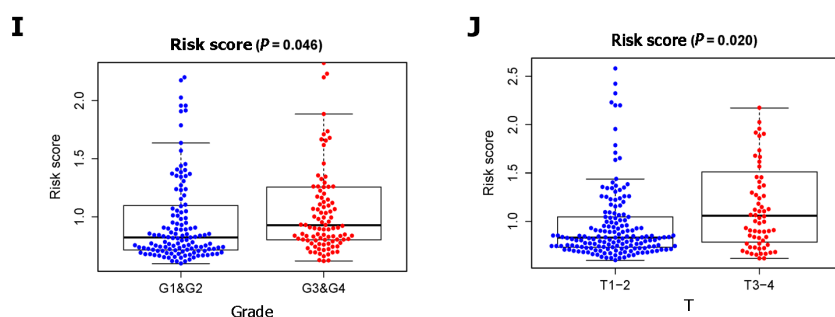 I
Risk score (P = 0.046)
Risk score
2.0
1.5
1.0
G1&G2
G3&G4
Grade
J
Risk score (P = 0.020)
Risk score
2.5
2.0
1.5
1.0
T1−2
T3−4
T